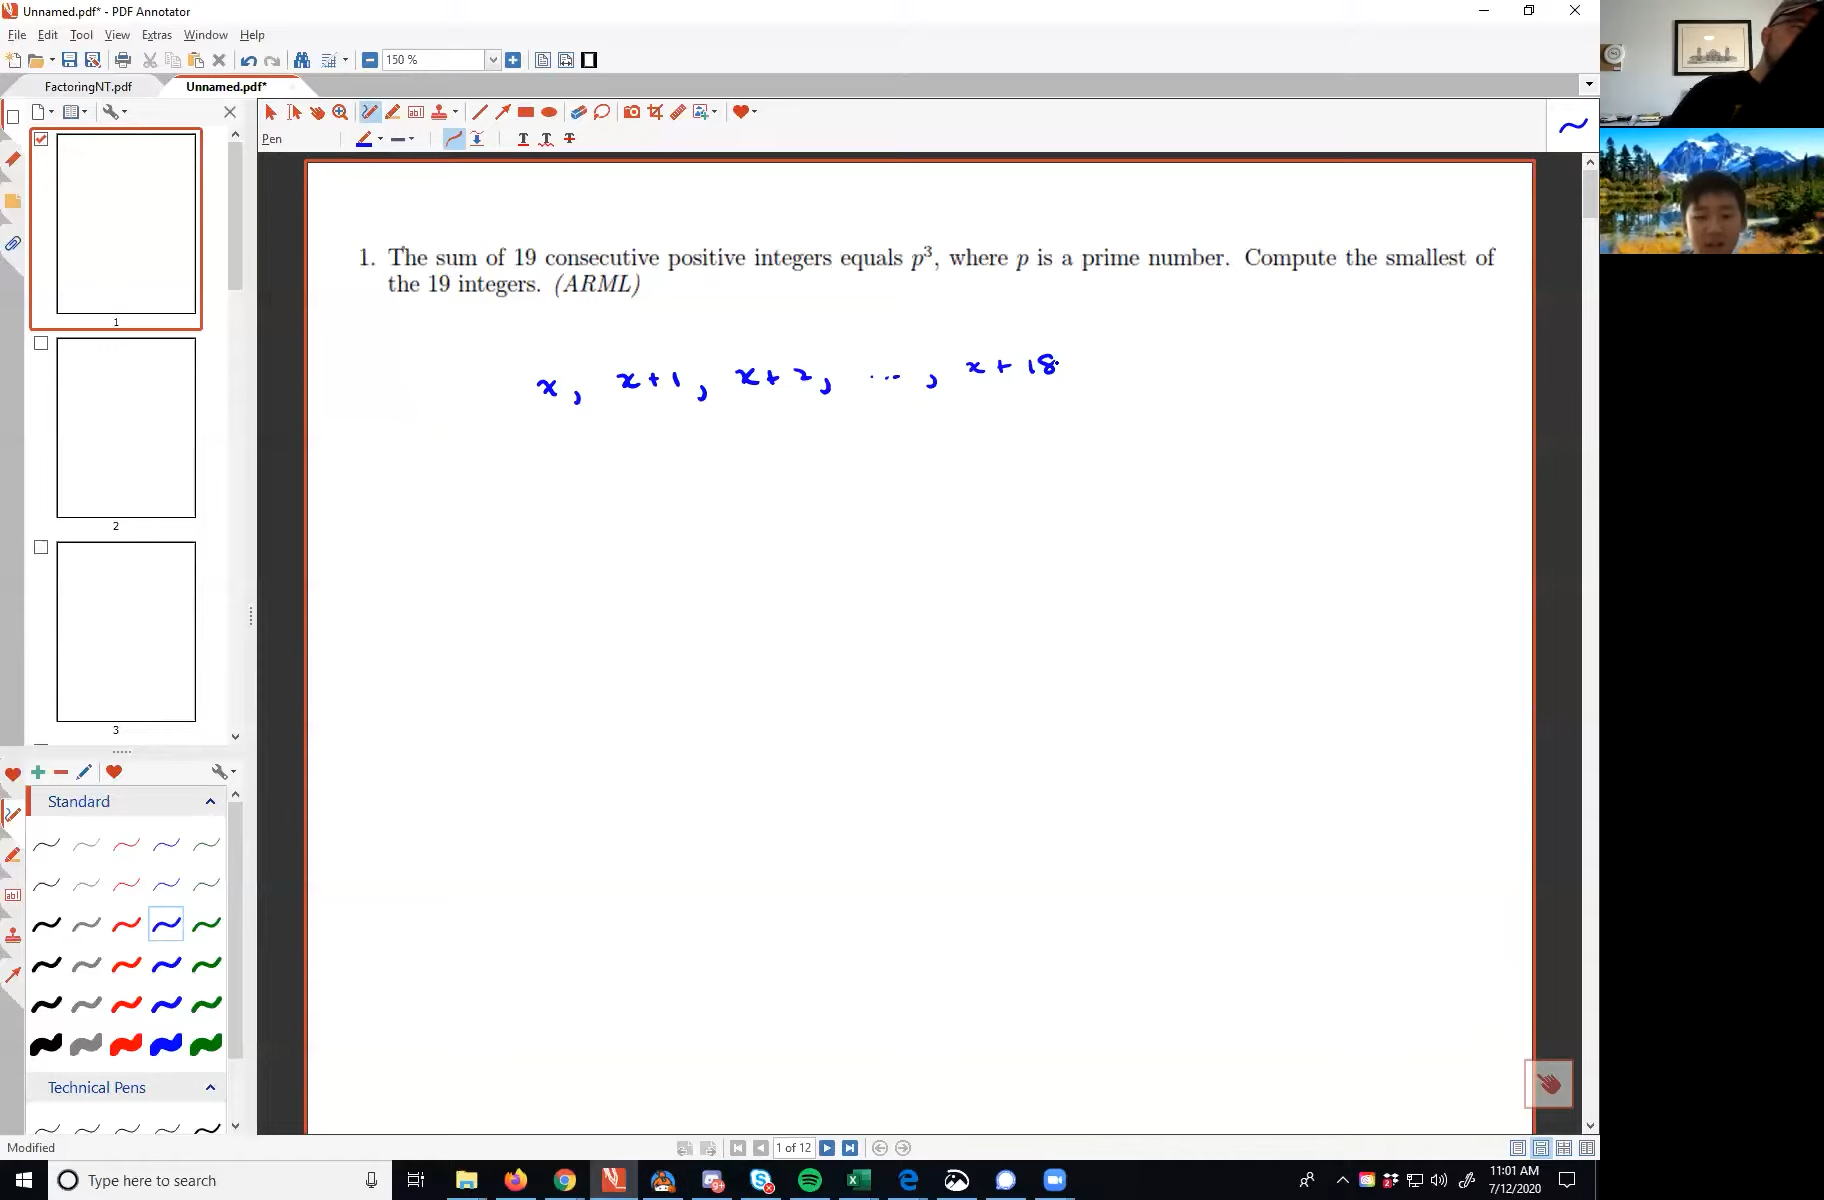 Unnamed.pdf* - PDF Annotator
File Edit Tool View Extras Window Help
150 %
FactoringNT.pdf Unnamed.pdf*
Pen
1
2
3
1. The sum of 19 consecutive positive integers equals p³, where p is a prime number. Compute the smallest of
the 19 integers. (ARML)
x, x+1, x+2, ..., x+18
Standard
Technical Pens
Modified
1 of 12
Type here to search
11:01 AM
7/12/2020